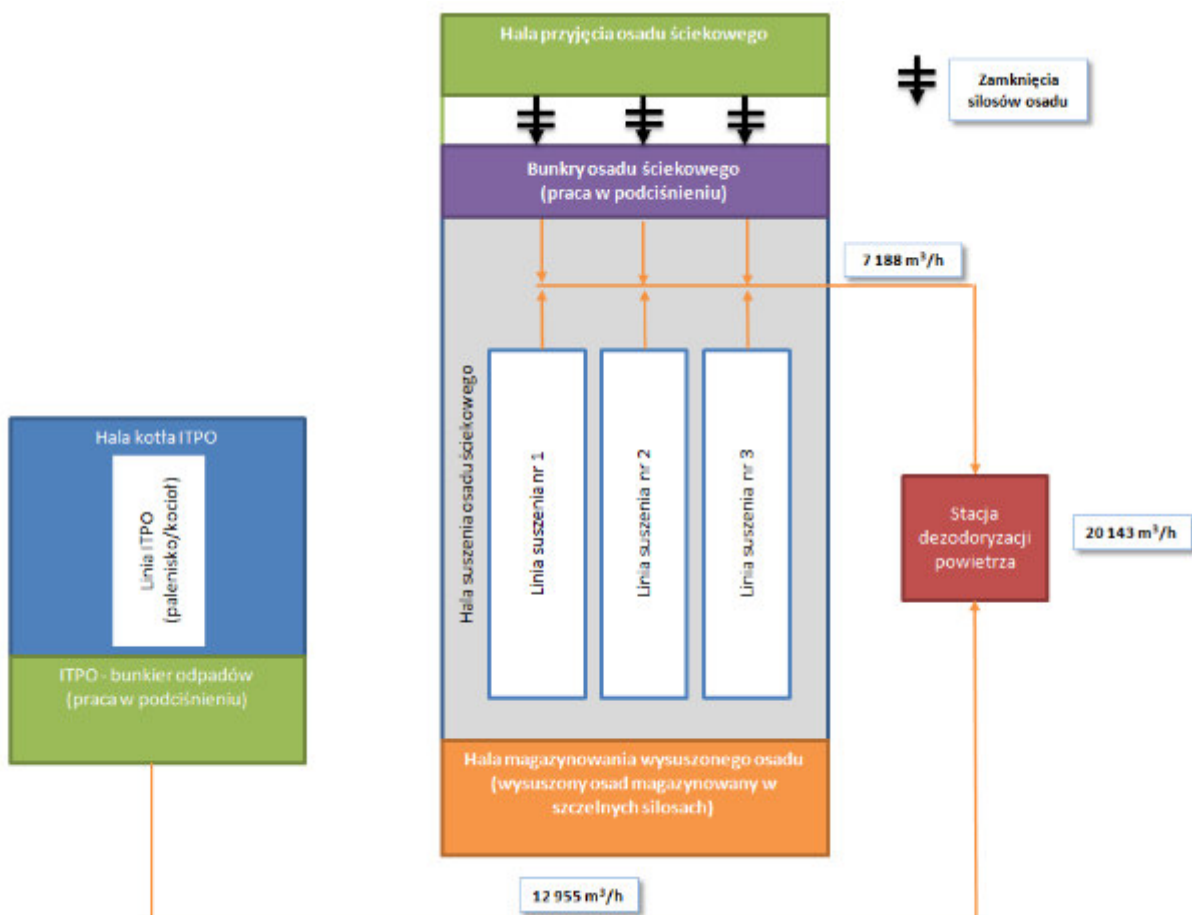 Hala przyjęcia osadu ściekowego
Zamknięcia
silosów osadu
Bunkry osadu ściekowego
(praca w podciśnieniu)
7 188 m³/h
Hala suszenia osadu ściekowego
Linia suszenia nr 1
Linia suszenia nr 2
Linia suszenia nr 3
Hala kotła ITPO
Linia ITPO
(palenisko/kocioł)
ITPO - bunkier odpadów
(praca w podciśnieniu)
Stacja
dezodoryzacji
powietrza
20 143 m³/h
Hala magazynowania wysuszonego osadu
(wysuszony osad magazynowany w
szczelnych silosach)
12 955 m³/h